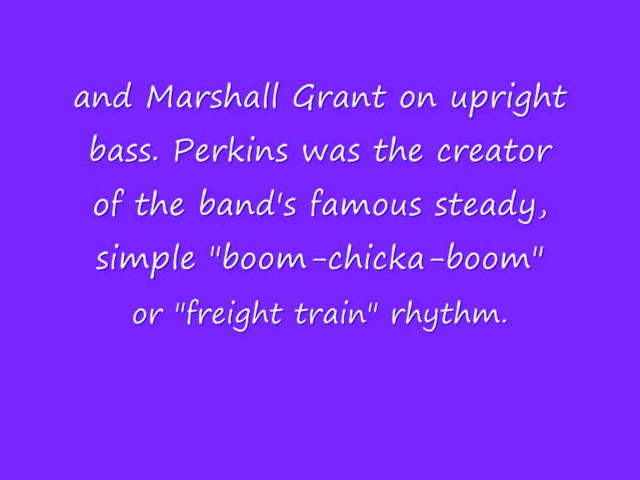 and Marshall Grant on upright
bass. Perkins was the creator
of the band's famous steady,
simple "boom-chicka-boom"
or "freight train" rhythm.